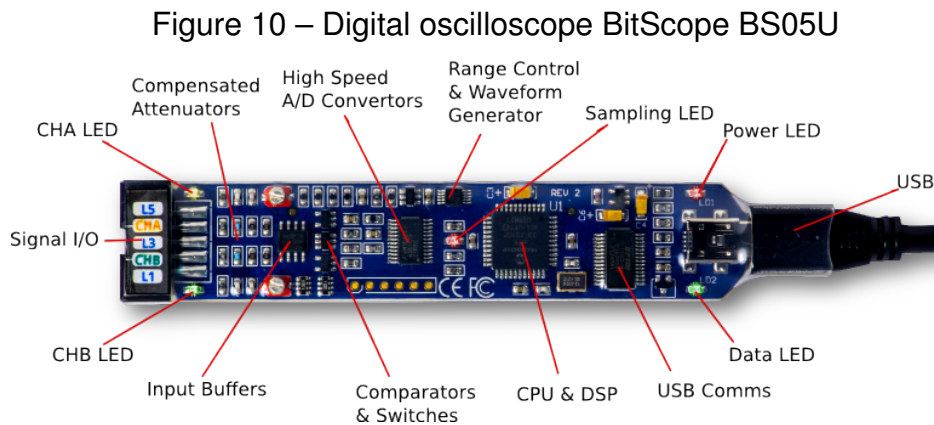 Figure 10 – Digital oscilloscope BitScope BS05U
Compensated
Attenuators
High Speed
A/D Convertors
Range Control
& Waveform
Generator
Sampling LED
CHA LED
Power LED
USB
Signal I/O
L5
CHA
L3
CHB
L1
REV 2
U1
LD1
C4
LD2
CE FC
CHB LED
Input Buffers
Comparators
& Switches
CPU & DSP
USB Comms
Data LED